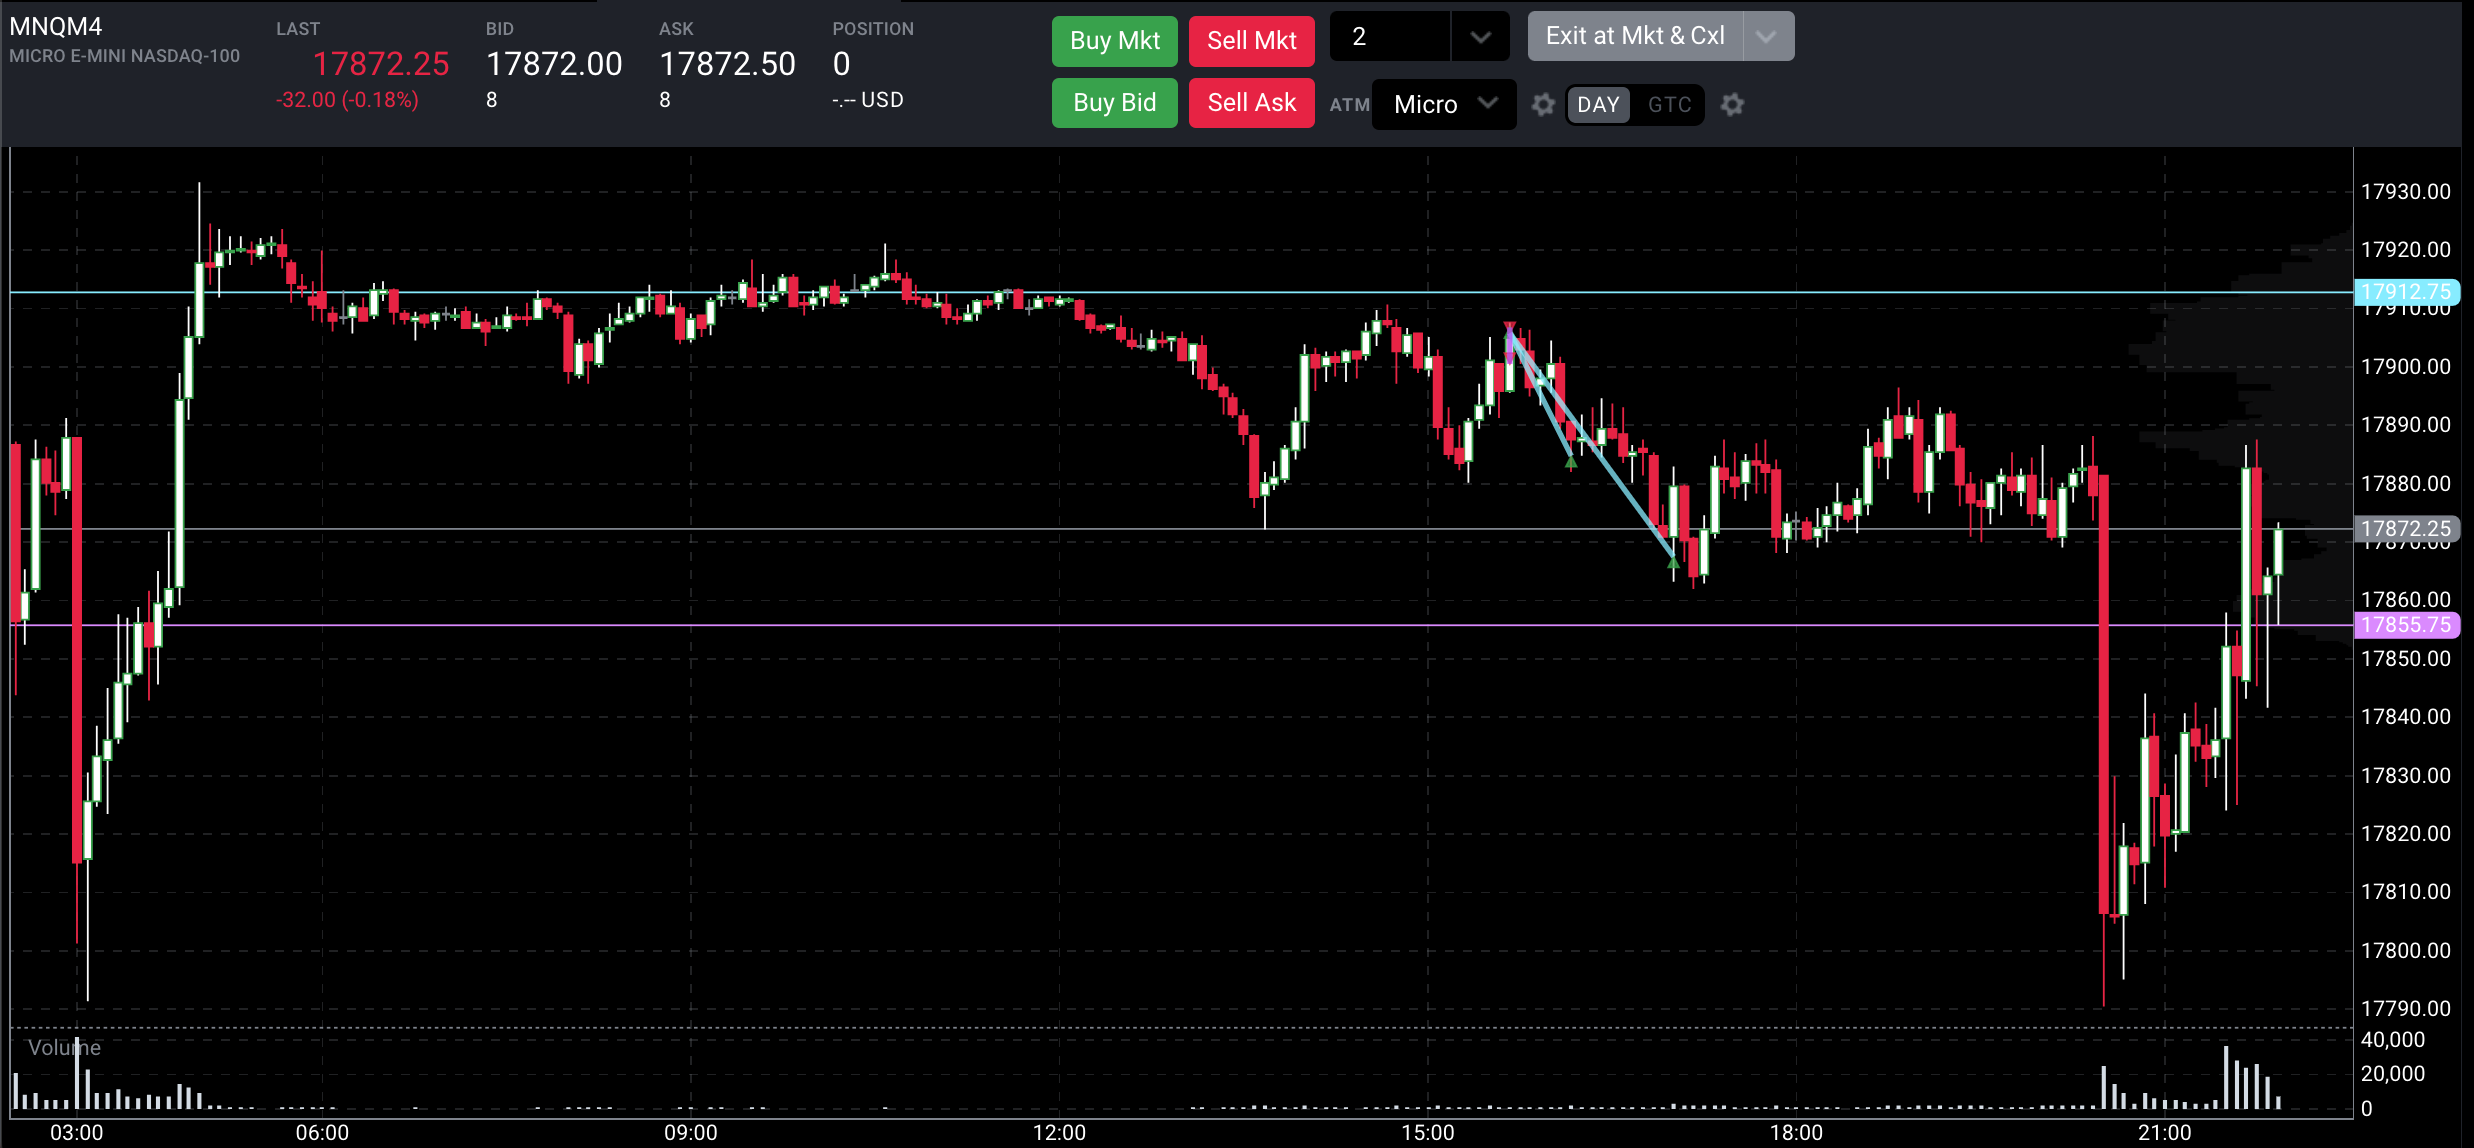 MNQM4
MICRO E-MINI NASDAQ-100
LAST
17872.25
-32.00 (-0.18%)
BID
17872.00
8
ASK
17872.50
8
POSITION
0
-.-- USD
Buy Mkt
Sell Mkt
2
Exit at Mkt & Cxl
Buy Bid
Sell Ask
ATM
Micro
DAY
GTC
17930.00
17920.00
17912.75
17910.00
17900.00
17890.00
17880.00
17872.25
17870.00
17860.00
17855.75
17850.00
17840.00
17830.00
17820.00
17810.00
17800.00
17790.00
Volume
40,000
20,000
0
03:00
06:00
09:00
12:00
15:00
18:00
21:00